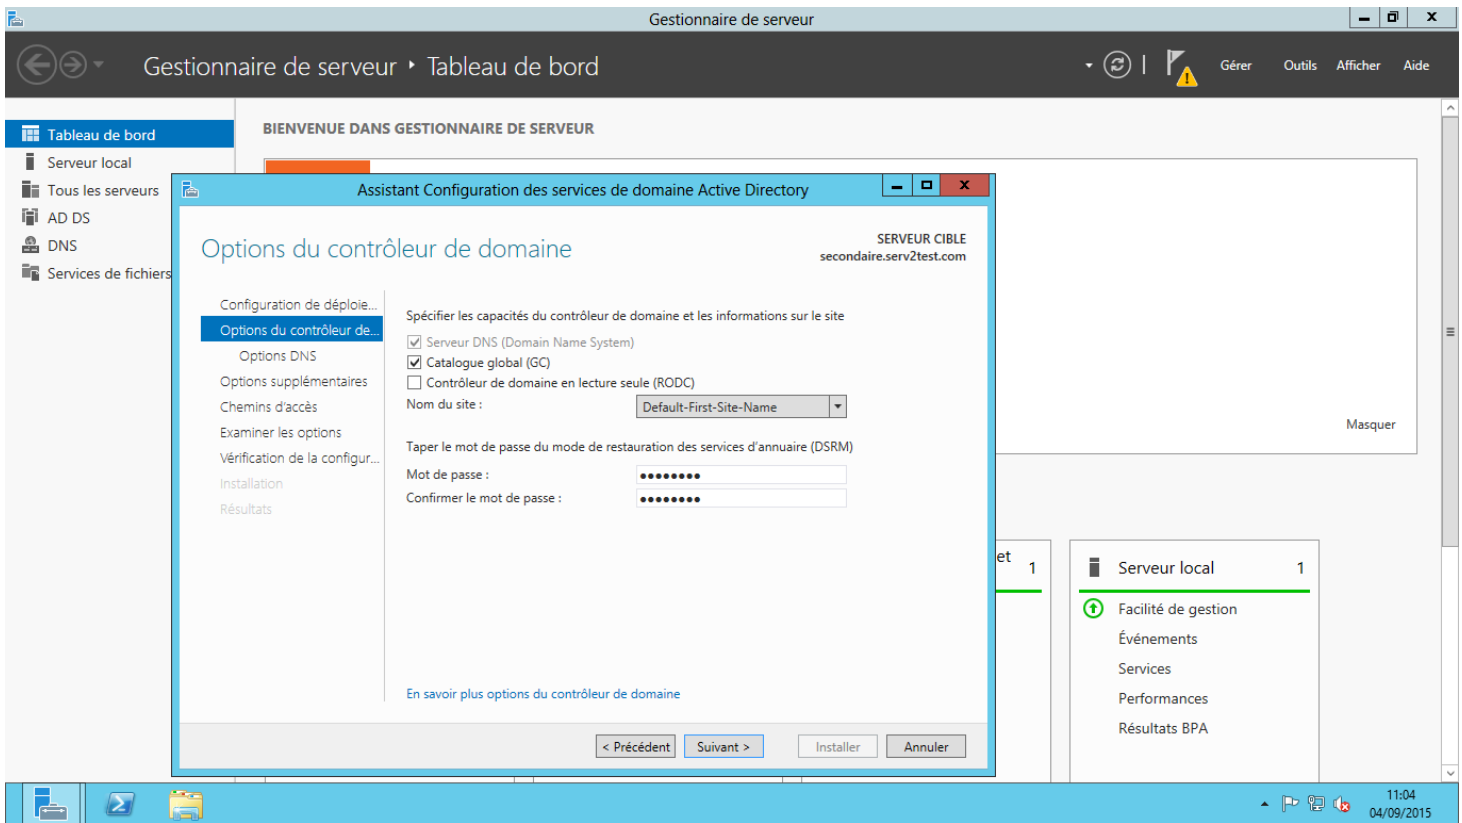 Gestionnaire de serveur
Gestionnaire de serveur ‣ Tableau de bord
Gérer Outils Afficher Aide
Tableau de bord
Serveur local
Tous les serveurs
AD DS
DNS
Services de fichiers
BIENVENUE DANS GESTIONNAIRE DE SERVEUR
Assistant Configuration des services de domaine Active Directory
Options du contrôleur de domaine
SERVEUR CIBLE
secondaire.serv2test.com
Configuration de déploie...
Options du contrôleur de...
Options DNS
Options supplémentaires
Chemins d'accès
Examiner les options
Vérification de la configur...
Installation
Résultats
Spécifier les capacités du contrôleur de domaine et les informations sur le site
Serveur DNS (Domain Name System)
Catalogue global (GC)
Contrôleur de domaine en lecture seule (RODC)
Nom du site : Default-First-Site-Name
Taper le mot de passe du mode de restauration des services d'annuaire (DSRM)
Mot de passe : ●●●●●●●●
Confirmer le mot de passe : ●●●●●●●●
En savoir plus options du contrôleur de domaine
< Précédent Suivant > Installer Annuler
Masquer
et 1
Serveur local 1
Facilité de gestion
Événements
Services
Performances
Résultats BPA
11:04
04/09/2015